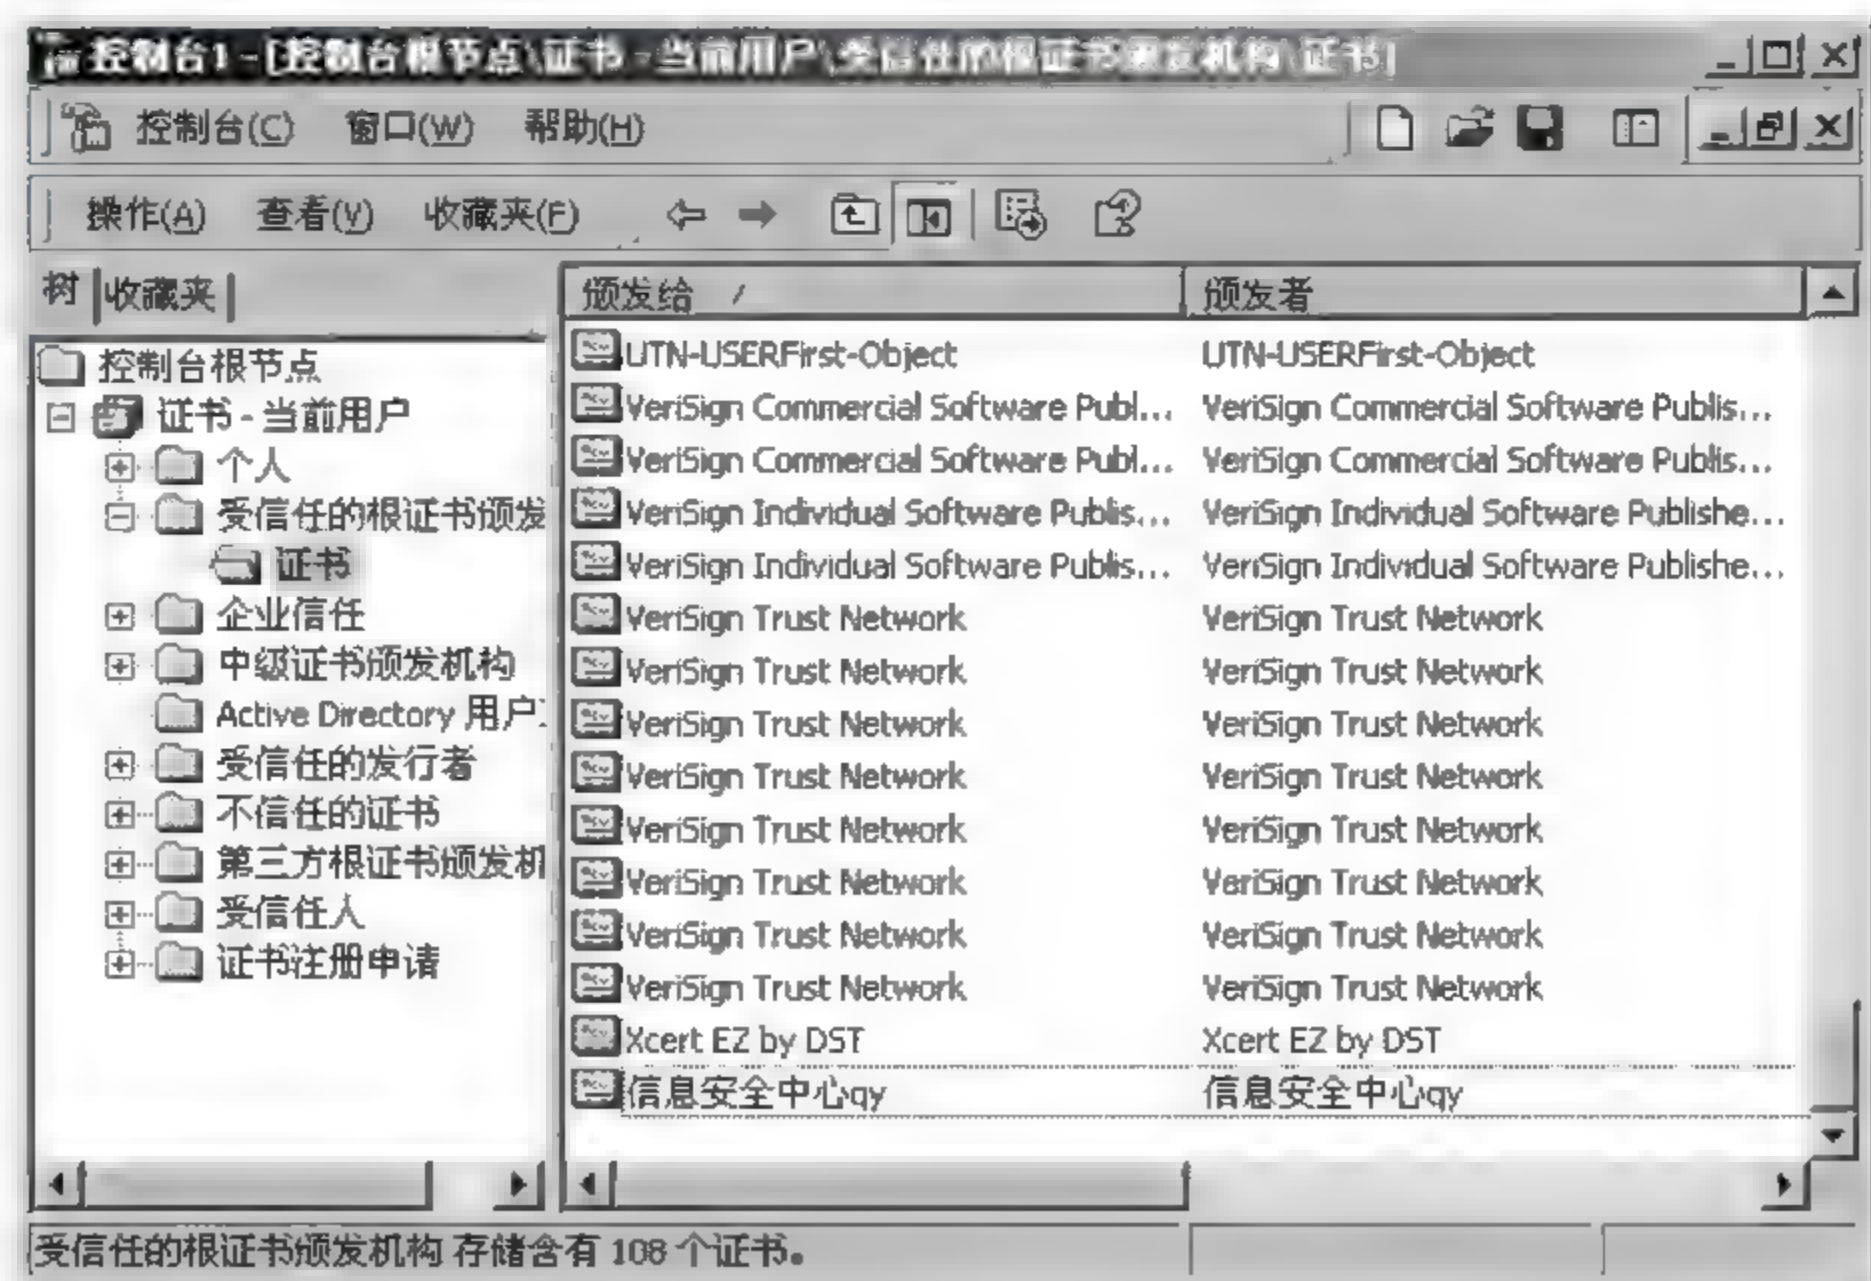 控制台1 - [控制台根节点\证书 - 当前用户\受信任的根证书颁发机构\证书]
控制台(C) 窗口(W) 帮助(H)
操作(A) 查看(V) 收藏夹(F)
树 收藏夹
控制台根节点
证书 - 当前用户
个人
受信任的根证书颁发
证书
企业信任
中级证书颁发机构
Active Directory 用户
受信任的发行者
不信任的证书
第三方根证书颁发机
受信任人
证书注册申请
颁发给 颁发者
UTN-USERFirst-Object UTN-USERFirst-Object
VeriSign Commercial Software Publ... VeriSign Commercial Software Publis...
VeriSign Commercial Software Publ... VeriSign Commercial Software Publis...
VeriSign Individual Software Publis... VeriSign Individual Software Publishe...
VeriSign Individual Software Publis... VeriSign Individual Software Publishe...
VeriSign Trust Network VeriSign Trust Network
VeriSign Trust Network VeriSign Trust Network
VeriSign Trust Network VeriSign Trust Network
VeriSign Trust Network VeriSign Trust Network
VeriSign Trust Network VeriSign Trust Network
VeriSign Trust Network VeriSign Trust Network
VeriSign Trust Network VeriSign Trust Network
VeriSign Trust Network VeriSign Trust Network
Xcert EZ by DST Xcert EZ by DST
信息安全中心qy 信息安全中心qy
受信任的根证书颁发机构 存储含有 108 个证书。